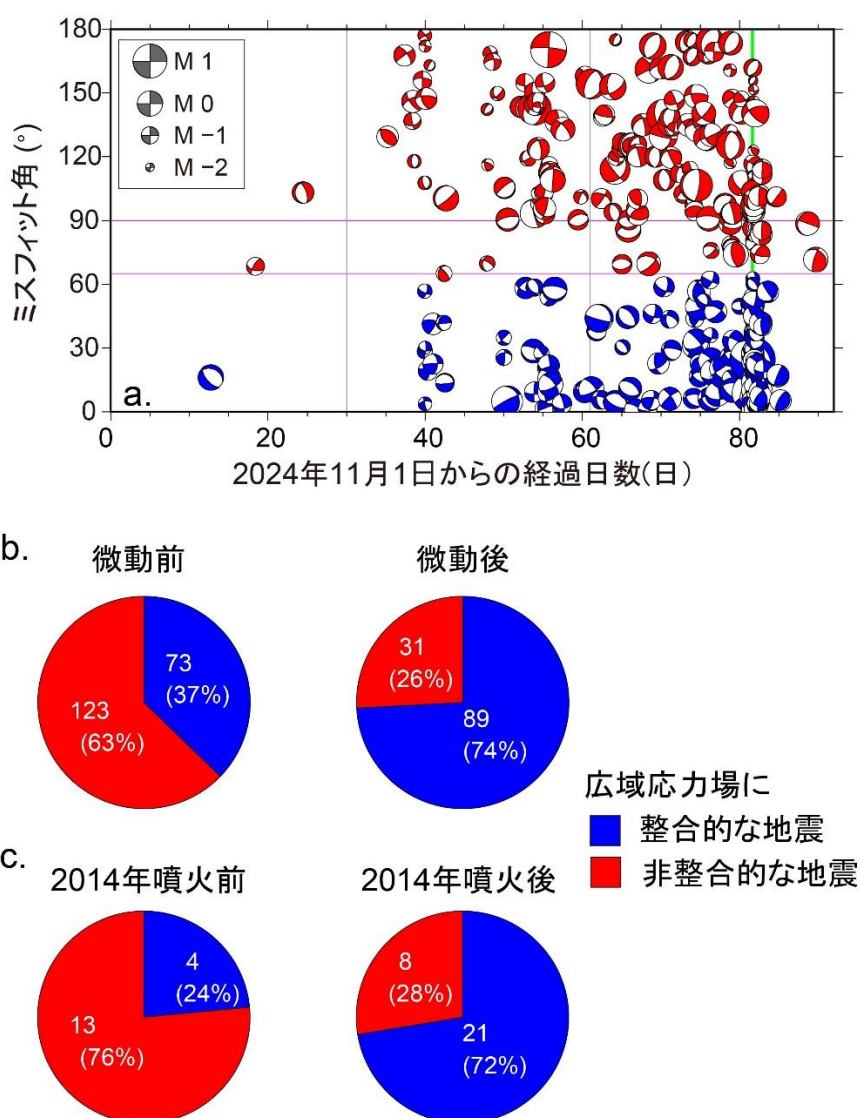 180
150
120
90
60
30
0
ミスフィット角 (°)
M 1
M 0
M −1
M −2
a.
0 20 40 60 80
2024年11月1日からの経過日数(日)
b.
微動前 微動後
73
(37%)
123
(63%)
31
(26%)
89
(74%)
広域応力場に
整合的な地震
非整合的な地震
c.
2014年噴火前 2014年噴火後
4
(24%)
13
(76%)
8
(28%)
21
(72%)